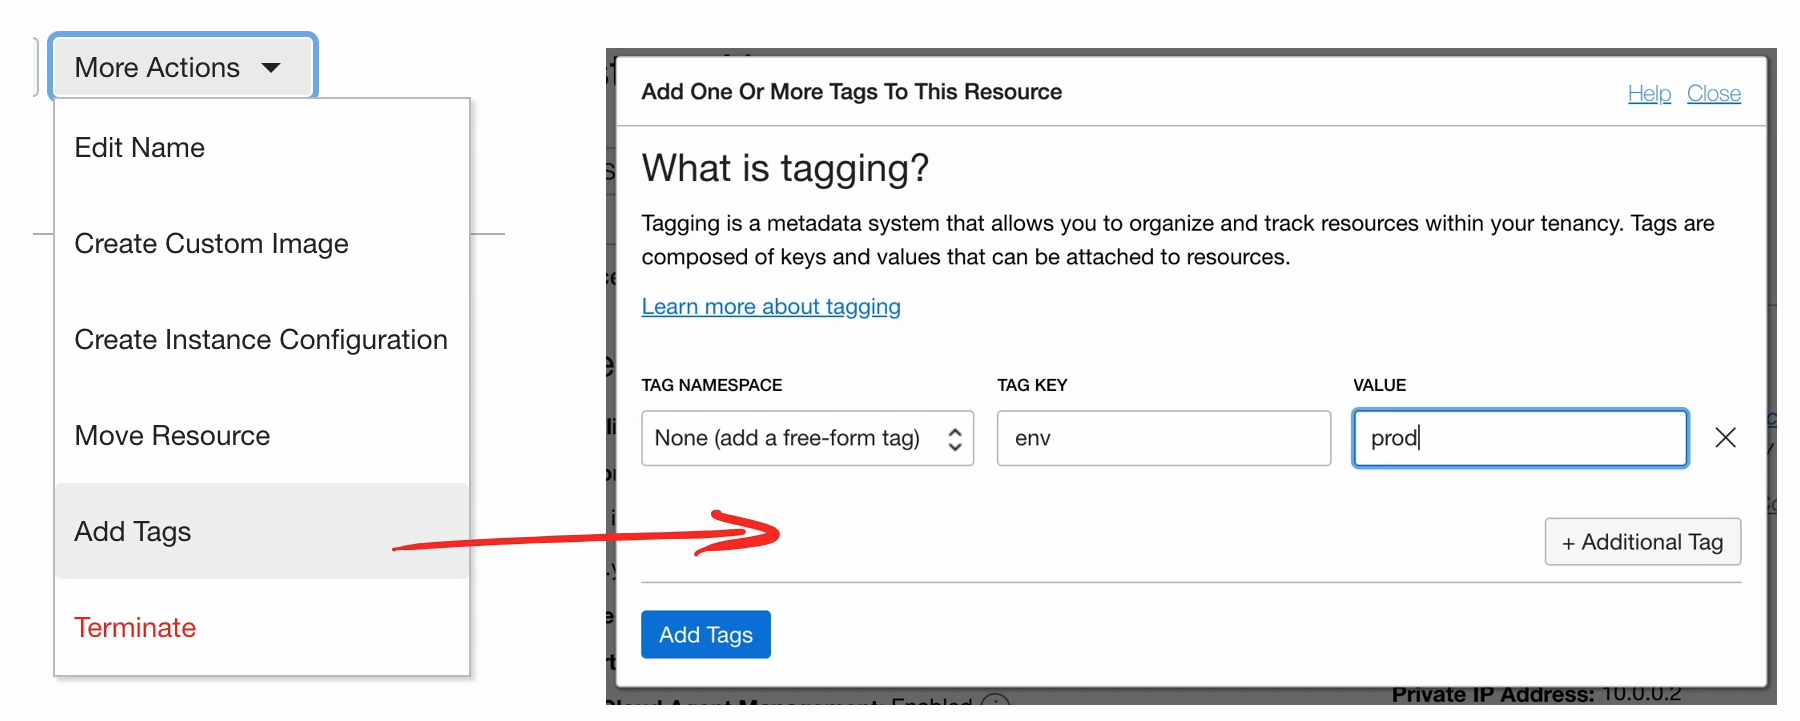 More Actions
Edit Name
Create Custom Image
Create Instance Configuration
Move Resource
Add Tags
Terminate
Add One Or More Tags To This Resource
Help Close
What is tagging?
Tagging is a metadata system that allows you to organize and track resources within your tenancy. Tags are
composed of keys and values that can be attached to resources.
Learn more about tagging
TAG NAMESPACE TAG KEY VALUE
None (add a free-form tag) env prod
+ Additional Tag
Add Tags
Cloud Agent Management: Enabled
Private IP Address: 10.0.0.2